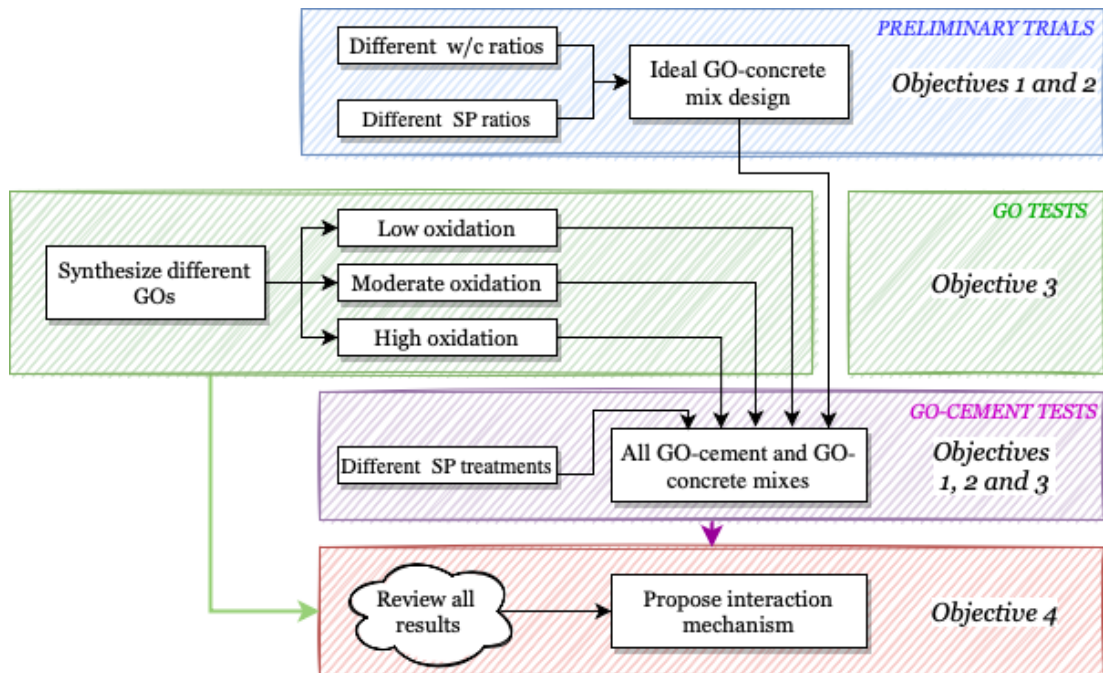 PRELIMINARY TRIALS
Different w/c ratios
Different SP ratios
Ideal GO-concrete
mix design
Objectives 1 and 2
GO TESTS
Synthesize different
GOs
Low oxidation
Moderate oxidation
High oxidation
Objective 3
GO-CEMENT TESTS
Different SP treatments
All GO-cement and GO-
concrete mixes
Objectives
1, 2 and 3
Review all
results
Propose interaction
mechanism
Objective 4